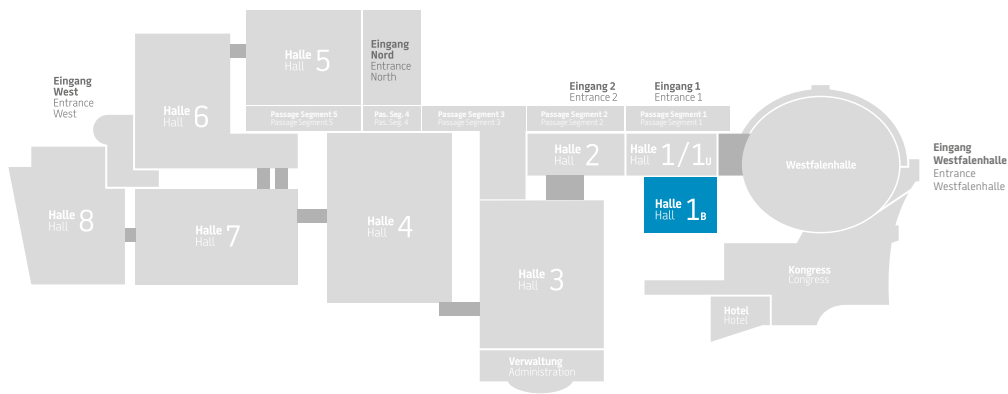 Eingang
Nord
Entrance
North
Halle
Hall 5
Eingang
West
Entrance
West
Halle
Hall 6
Passage Segment 5
Passage Segment 5
Pas. Seg. 4
Pas. Seg. 4
Passage Segment 3
Passage Segment 3
Eingang 2
Entrance 2
Passage Segment 2
Passage Segment 2
Eingang 1
Entrance 1
Passage Segment 1
Passage Segment 1
Halle
Hall 2
Halle
Hall 1/1U
Westfalenhalle
Eingang
Westfalenhalle
Entrance
Westfalenhalle
Halle
Hall 8
Halle
Hall 7
Halle
Hall 4
Halle
Hall 1B
Halle
Hall 3
Kongress
Congress
Hotel
Hotel
Verwaltung
Administration